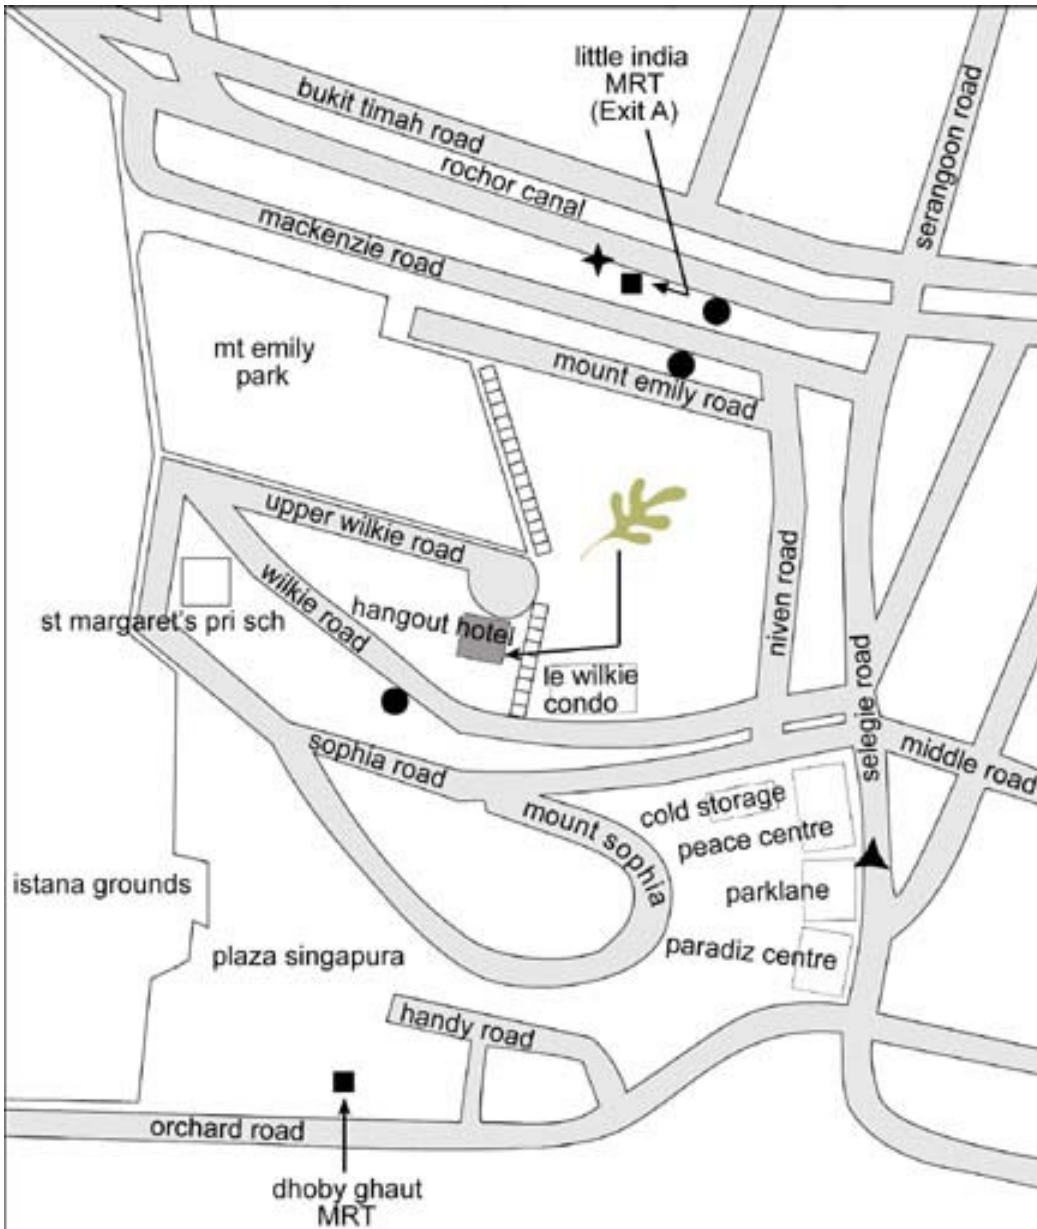 little india
MRT
(Exit A)
bukit timah road
rochor canal
serangoon road
mackenzie road
mt emily
park
mount emily road
upper wilkie road
wilkie road
st margaret's pri sch
hangout hotel
le wilkie
condo
niven road
selegie road
middle road
sophia road
mount sophia
cold storage
peace centre
parklane
paradiz centre
istana grounds
plaza singapura
handy road
orchard road
dhoby ghaut
MRT